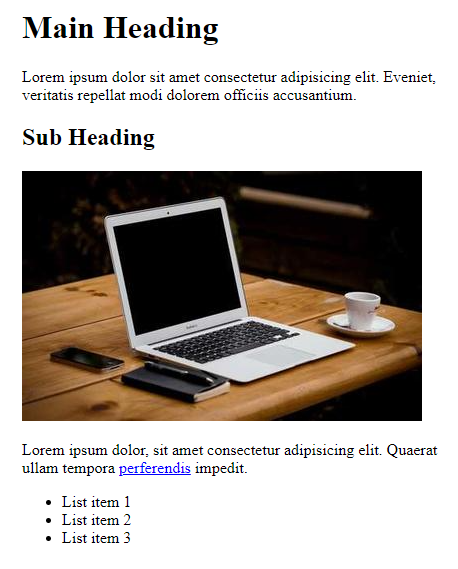 Main Heading
Lorem ipsum dolor sit amet consectetur adipisicing elit. Eveniet,
veritatis repellat modi dolorem officiis accusantium.
Sub Heading
Lorem ipsum dolor, sit amet consectetur adipisicing elit. Quaerat
ullam tempora perferendis impedit.
List item 1
List item 2
List item 3